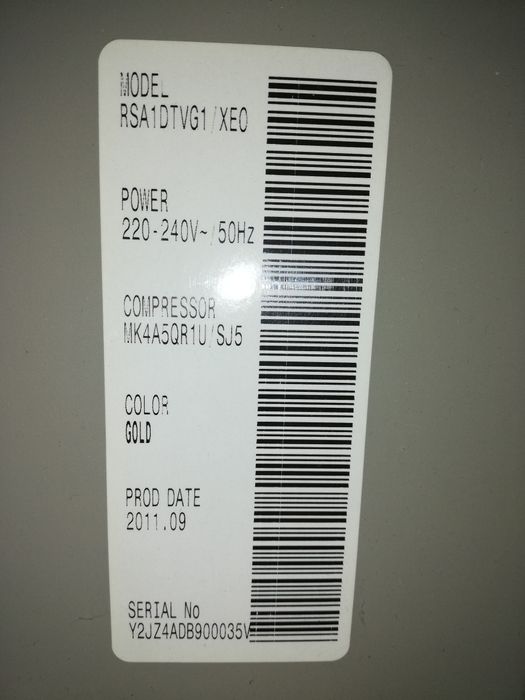 MODEL
RSA1DTVG1/XEO
POWER
220-240V~/50Hz
COMPRESSOR
MK4A5QR1U/SJ5
COLOR
GOLD
PROD DATE
2011.09
SERIAL No
Y2JZ4ADB900035V